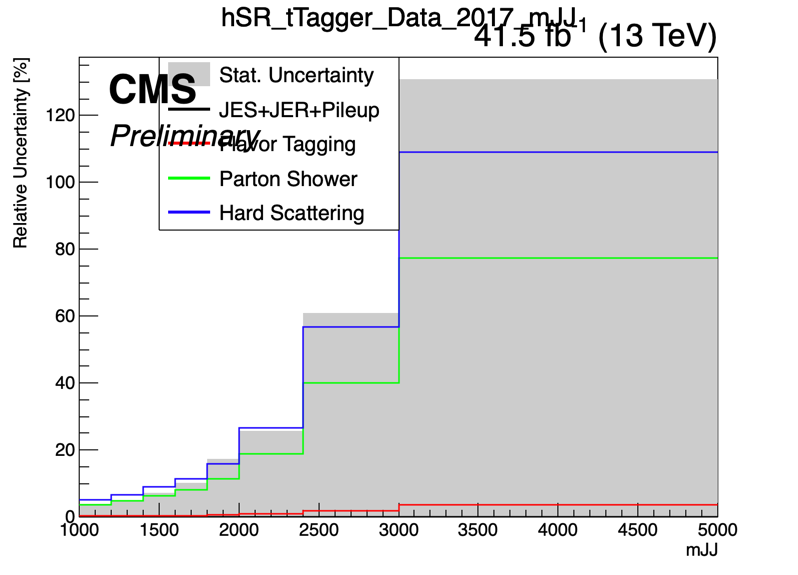 hSR_tTagger_Data_2017_mJJ
41.5 fb-1 (13 TeV)
CMS
Preliminary
Stat. Uncertainty
JES+JER+Pileup
Flavor Tagging
Parton Shower
Hard Scattering
Relative Uncertainty [%]
120
100
80
60
40
20
0
1000 1500 2000 2500 3000 3500 4000 4500 5000
mJJ